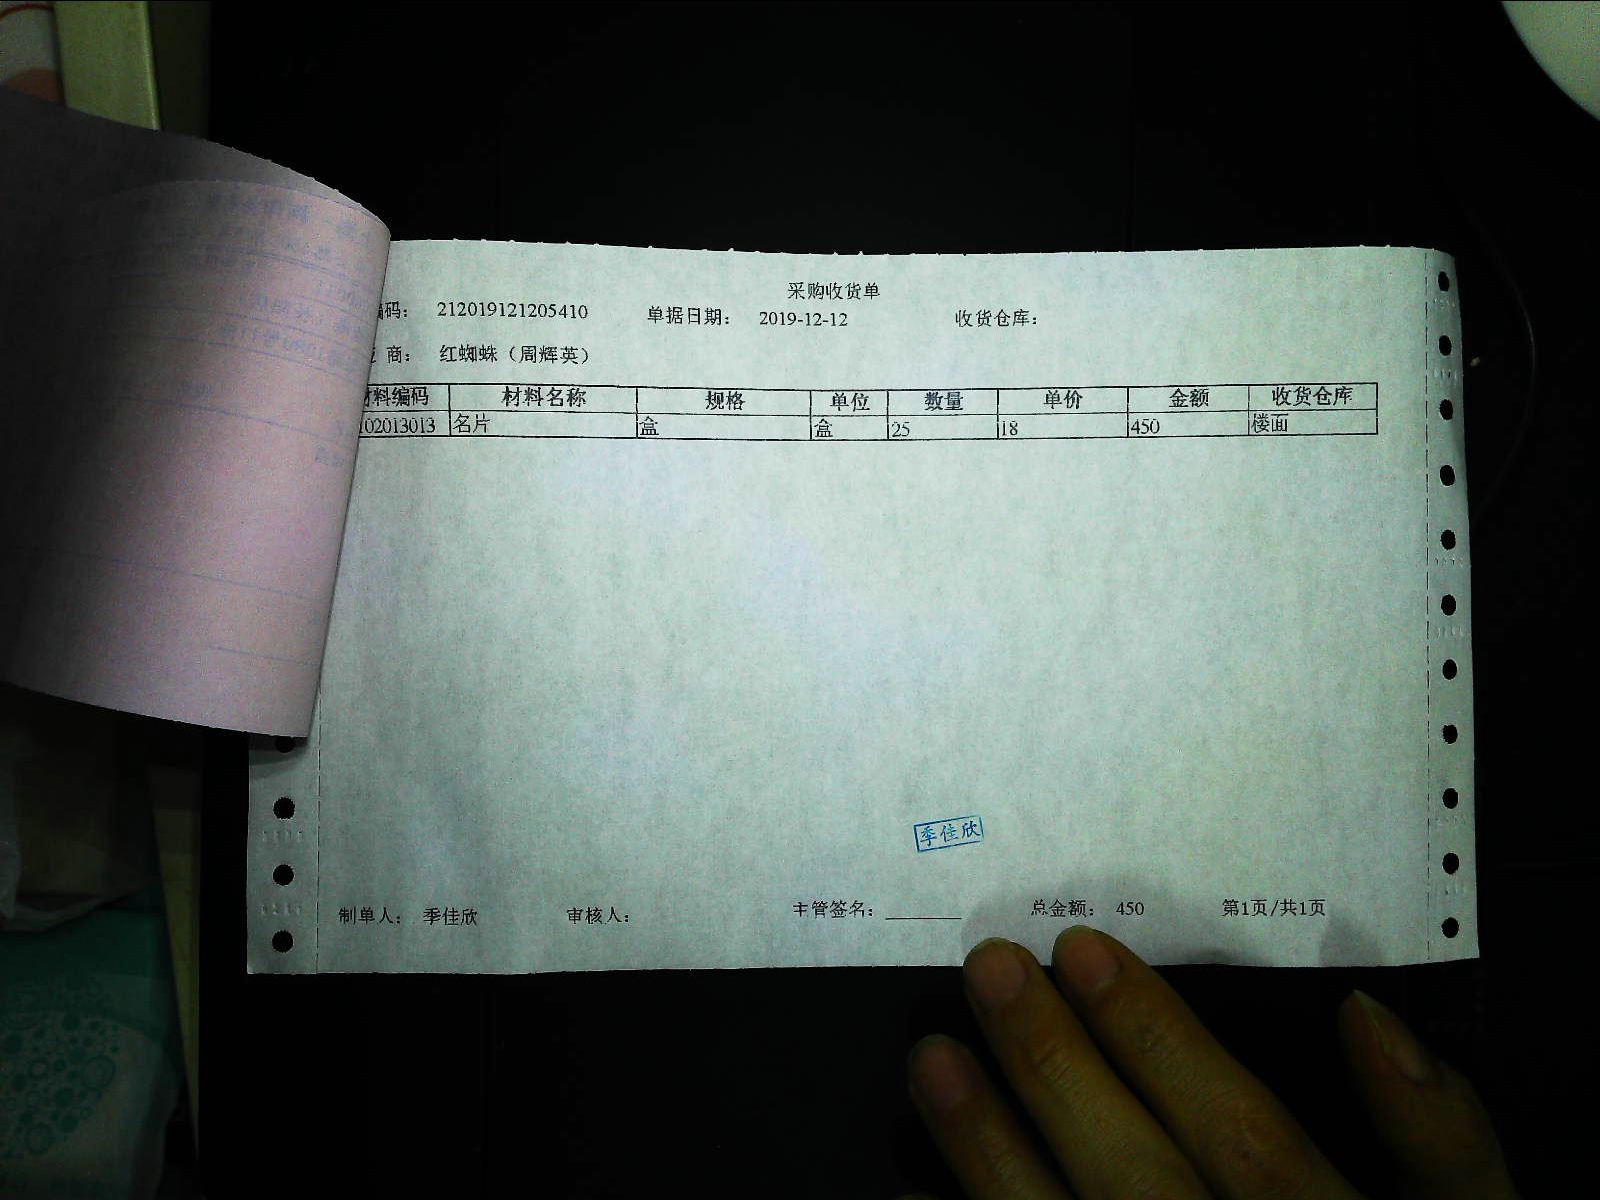 采购收货单
编码： 212019121205410 单据日期： 2019-12-12 收货仓库：
商： 红蜘蛛（周辉英）
材料编码 材料名称 规格 单位 数量 单价 金额 收货仓库
02013013 名片 盒 盒 25 18 450 楼面
季佳欣
制单人： 季佳欣 审核人： 主管签名： 总金额： 450 第1页/共1页